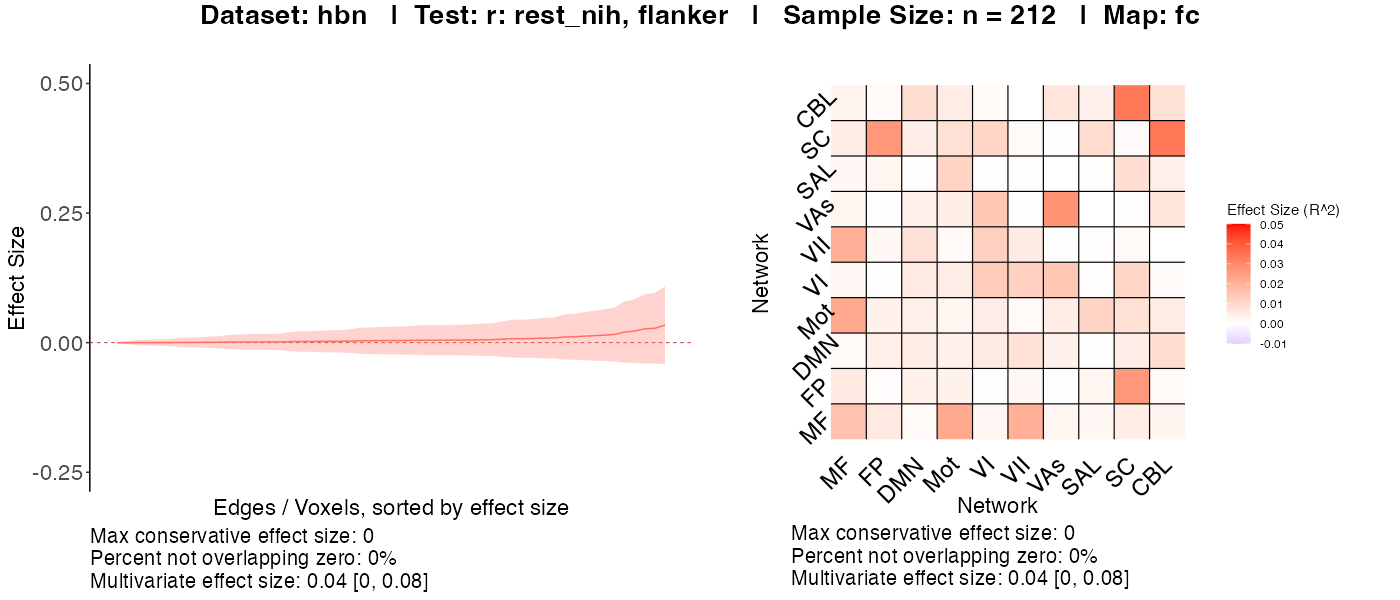 Dataset: hbn | Test: r: rest_nih, flanker | Sample Size: n = 212 | Map: fc
0.50
0.25
0.00
-0.25
Effect Size
Edges / Voxels, sorted by effect size
Max conservative effect size: 0
Percent not overlapping zero: 0%
Multivariate effect size: 0.04 [0, 0.08]
Network
CBL
SC
SAL
VAs
VII
VI
Mot
DMN
FP
MF
MF
FP
DMN
Mot
VI
VII
VAs
SAL
SC
CBL
Network
Max conservative effect size: 0
Percent not overlapping zero: 0%
Multivariate effect size: 0.04 [0, 0.08]
Effect Size (R^2)
0.05
0.04
0.03
0.02
0.01
0.00
-0.01